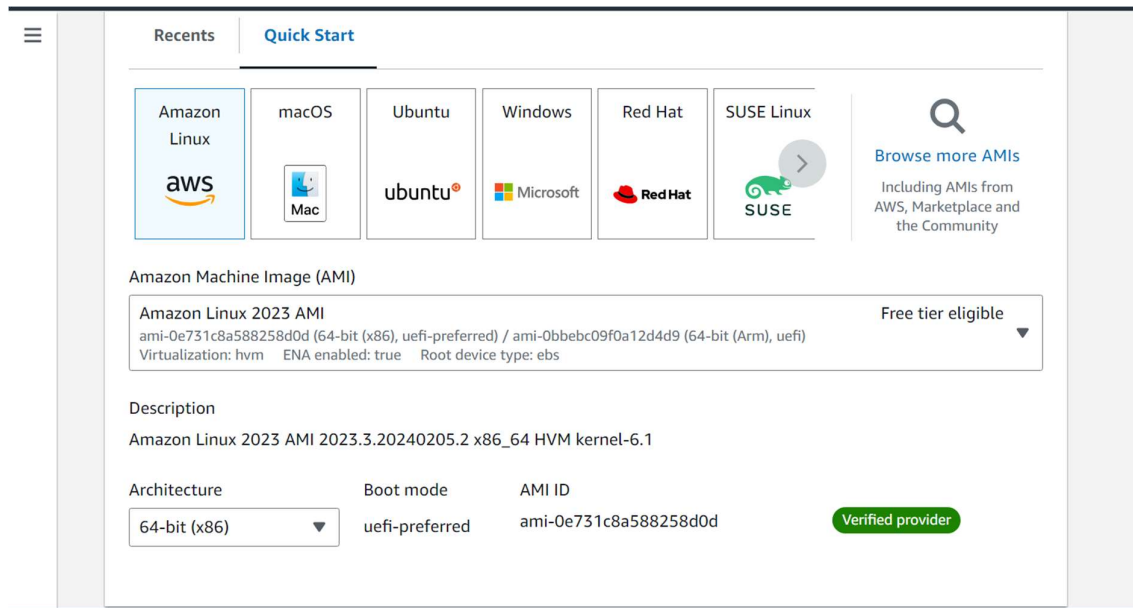 Recents
Quick Start
Amazon
Linux
aws
macOS
Mac
Ubuntu
ubuntu
Windows
Microsoft
Red Hat
Red Hat
SUSE Linux
SUSE
Browse more AMIs
Including AMIs from
AWS, Marketplace and
the Community
Amazon Machine Image (AMI)
Amazon Linux 2023 AMI
Free tier eligible
ami-0e731c8a588258d0d (64-bit (x86), uefi-preferred) / ami-0bbebc09f0a12d4d9 (64-bit (Arm), uefi)
Virtualization: hvm ENA enabled: true Root device type: ebs
Description
Amazon Linux 2023 AMI 2023.3.20240205.2 x86_64 HVM kernel-6.1
Architecture
Boot mode
AMI ID
64-bit (x86)
uefi-preferred
ami-0e731c8a588258d0d
Verified provider